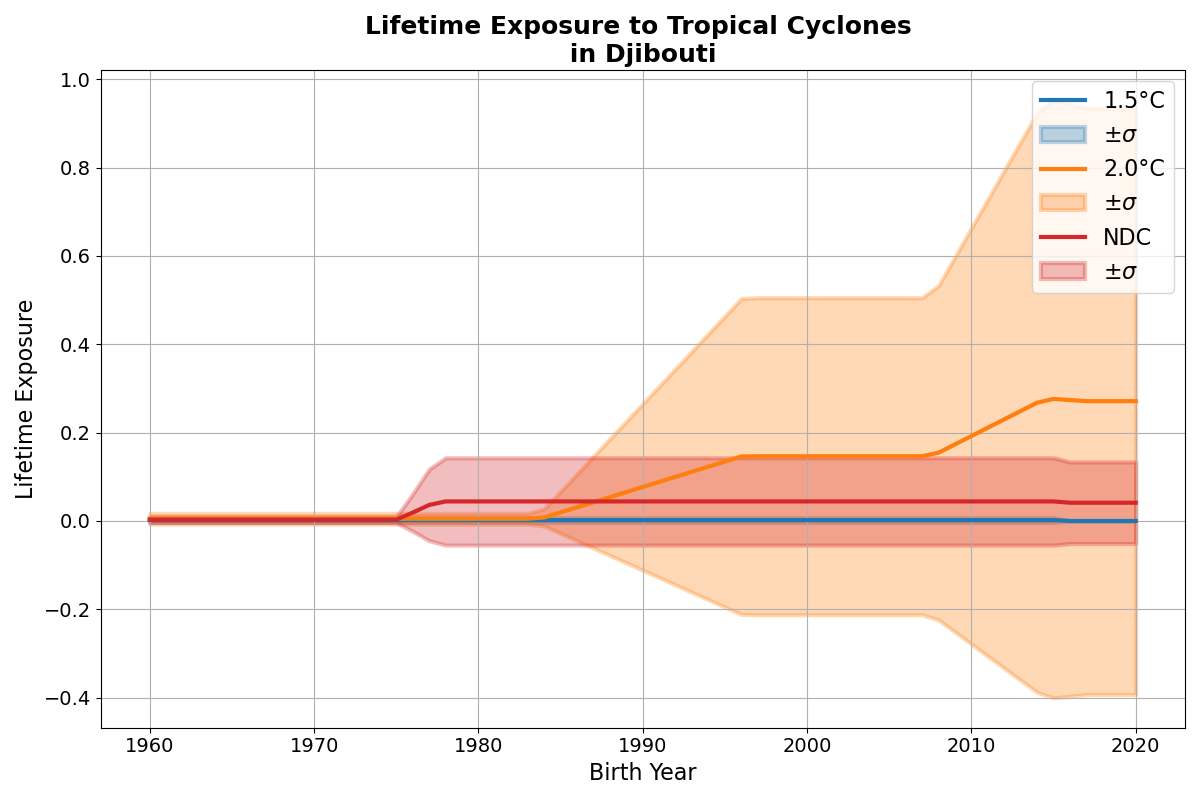 Lifetime Exposure to Tropical Cyclones
in Djibouti
Lifetime Exposure
1.0
0.8
0.6
0.4
0.2
0.0
−0.2
−0.4
1960
1970
1980
1990
2000
2010
2020
Birth Year
1.5°C
±σ
2.0°C
±σ
NDC
±σ